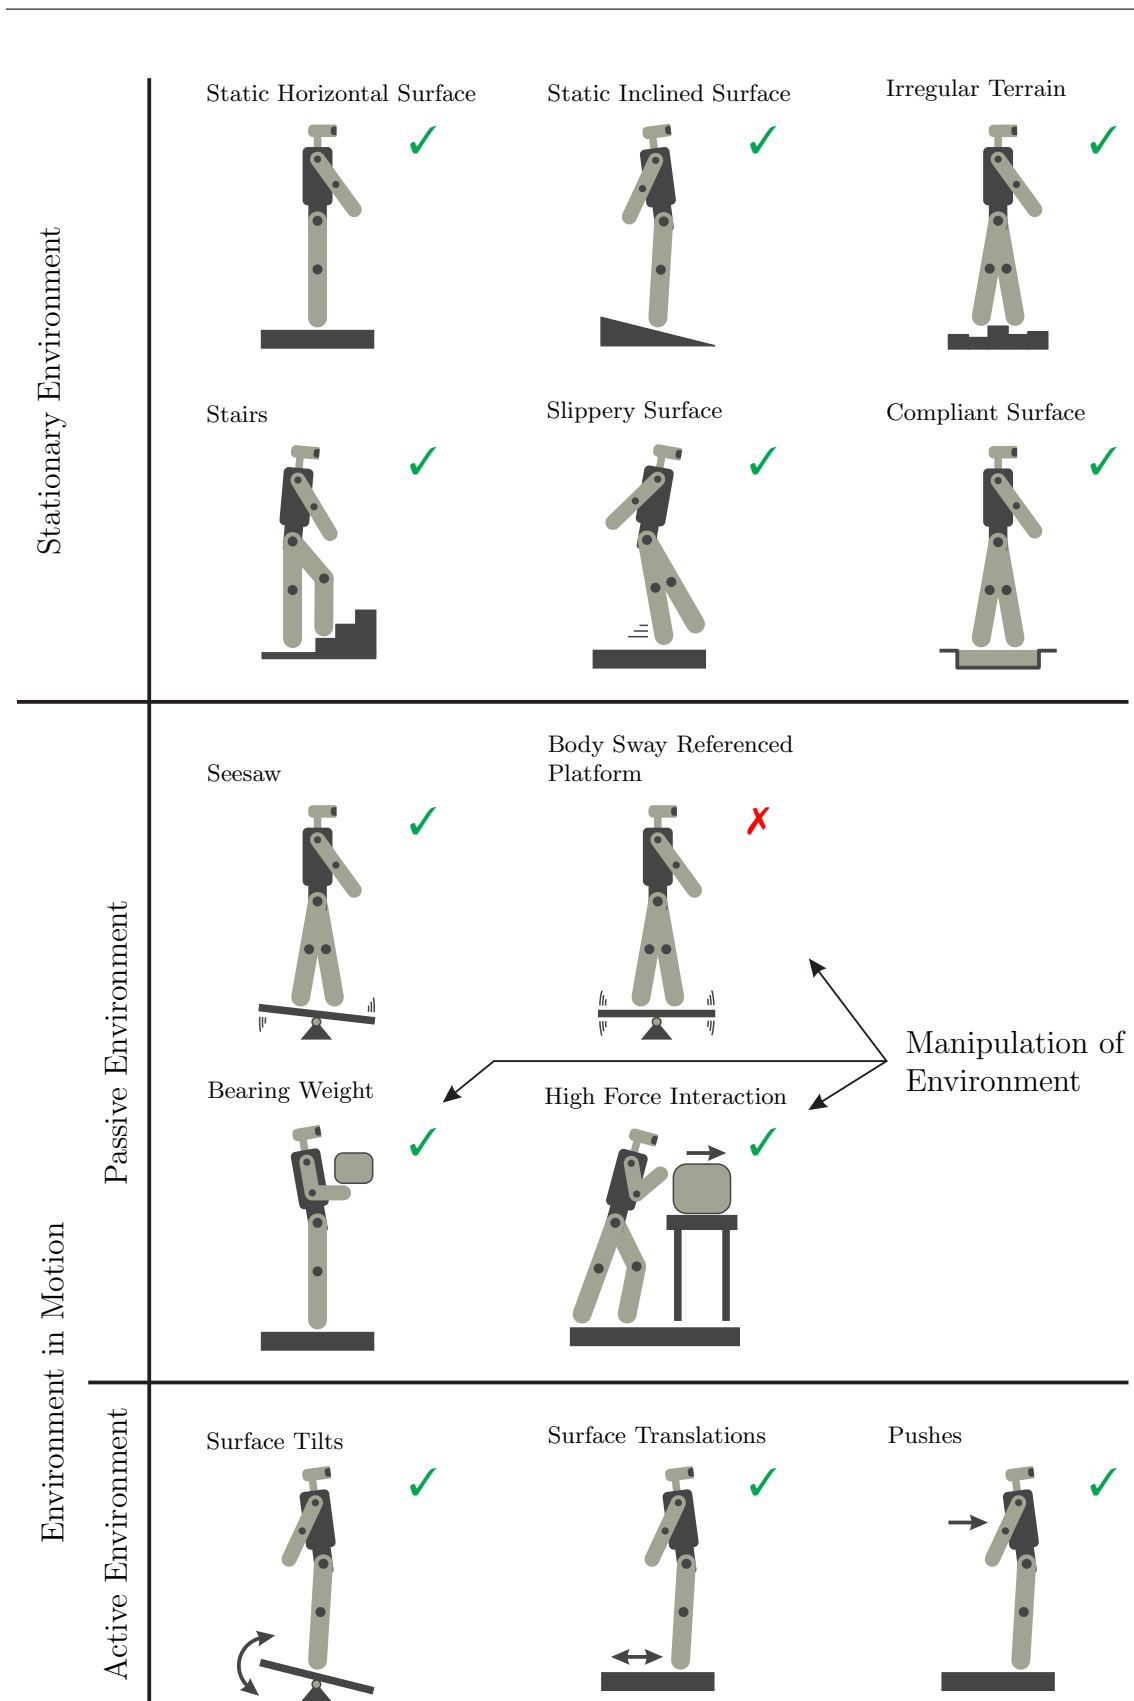 Stationary Environment
Static Horizontal Surface
✓
Static Inclined Surface
✓
Irregular Terrain
✓
Stairs
✓
Slippery Surface
✓
Compliant Surface
✓
Environment in Motion
Passive Environment
Seesaw
✓
Body Sway Referenced
Platform
✗
Manipulation of
Environment
Bearing Weight
✓
High Force Interaction
✓
Active Environment
Surface Tilts
✓
Surface Translations
✓
Pushes
✓